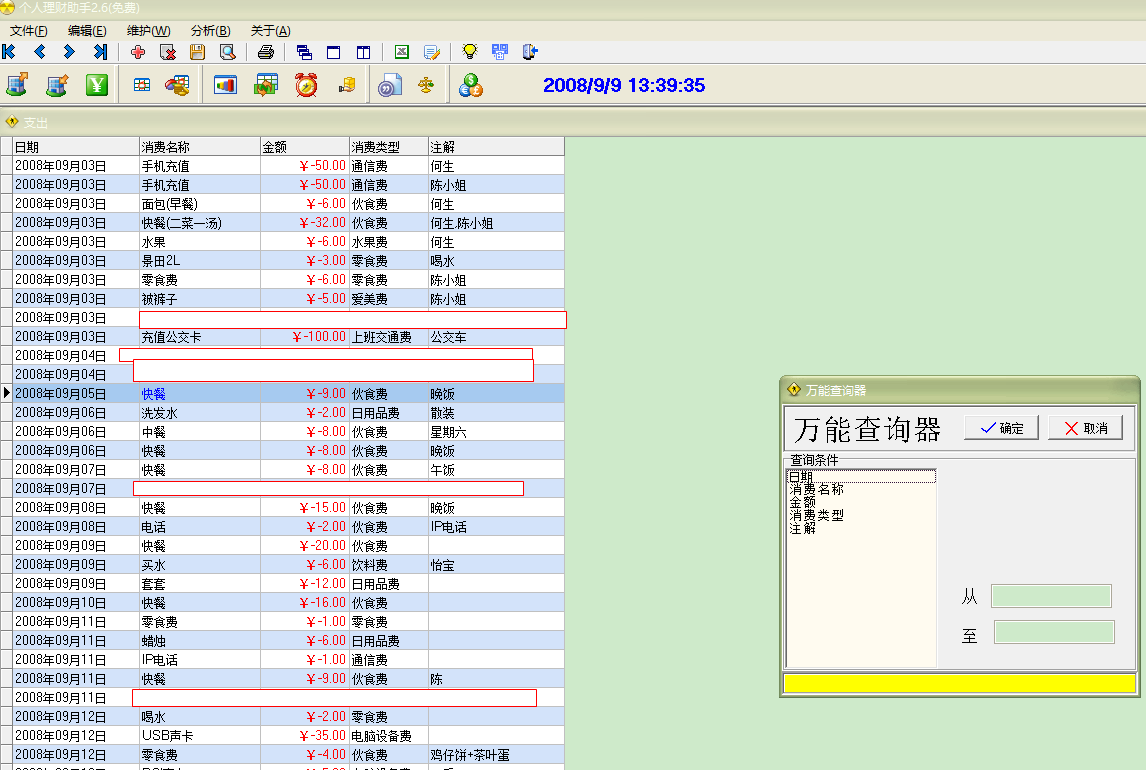 个人理财助手2.6(免费)
文件(F) 编辑(E) 维护(W) 分析(B) 关于(A)
2008/9/9 13:39:35
支出
日期 消费名称 金额 消费类型 注解
2008年09月03日 手机充值 ￥-50.00 通信费 何生
2008年09月03日 手机充值 ￥-50.00 通信费 陈小姐
2008年09月03日 面包(早餐) ￥-6.00 伙食费 何生
2008年09月03日 快餐(二菜一汤) ￥-32.00 伙食费 何生.陈小姐
2008年09月03日 水果 ￥-6.00 水果费 何生
2008年09月03日 景田2L ￥-3.00 零食费 喝水
2008年09月03日 零食费 ￥-6.00 零食费 陈小姐
2008年09月03日 被裤子 ￥-5.00 爱美费 陈小姐
2008年09月03日
2008年09月03日 充值公交卡 ￥-100.00 上班交通费 公交车
2008年09月04日
2008年09月04日
2008年09月05日 快餐 ￥-9.00 伙食费 晚饭
2008年09月06日 洗发水 ￥-2.00 日用品费 散装
2008年09月06日 中餐 ￥-8.00 伙食费 星期六
2008年09月06日 快餐 ￥-8.00 伙食费 晚饭
2008年09月07日 快餐 ￥-8.00 伙食费 午饭
2008年09月07日
2008年09月08日 快餐 ￥-15.00 伙食费 晚饭
2008年09月08日 电话 ￥-2.00 伙食费 IP电话
2008年09月09日 快餐 ￥-20.00 伙食费
2008年09月09日 买水 ￥-6.00 饮料费 怡宝
2008年09月09日 套套 ￥-12.00 日用品费
2008年09月10日 快餐 ￥-16.00 伙食费
2008年09月11日 零食费 ￥-1.00 零食费
2008年09月11日 蜡烛 ￥-6.00 日用品费
2008年09月11日 IP电话 ￥-1.00 通信费
2008年09月11日 快餐 ￥-9.00 伙食费 陈
2008年09月11日
2008年09月12日 喝水 ￥-2.00 零食费
2008年09月12日 USB声卡 ￥-35.00 电脑设备费
2008年09月12日 零食费 ￥-4.00 伙食费 鸡仔饼+茶叶蛋
万能查询器
万能查询器 确定 取消
查询条件
日期
消费名称
金额
消费类型
注解
从
至